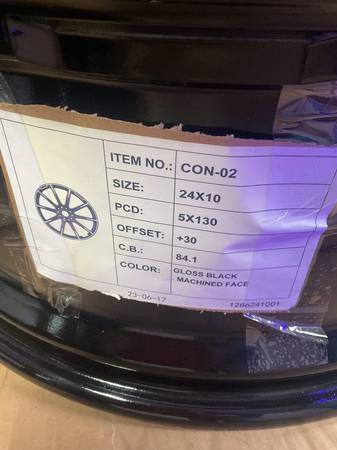 ITEM NO.: CON-02
SIZE: 24X10
PCD: 5X130
OFFSET: +30
C.B.: 84.1
COLOR: GLOSS BLACK
MACHINED FACE
23-06-17 1286241001